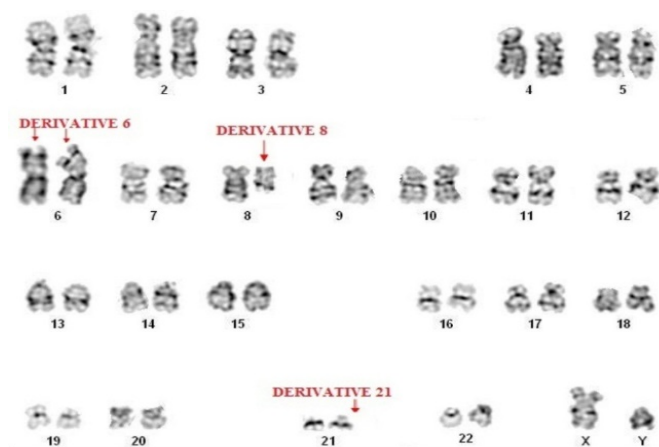 1 2 3 4 5
DERIVATIVE 6
DERIVATIVE 8
6 7 8 9 10 11 12
13 14 15 16 17 18
DERIVATIVE 21
19 20 21 22 X Y